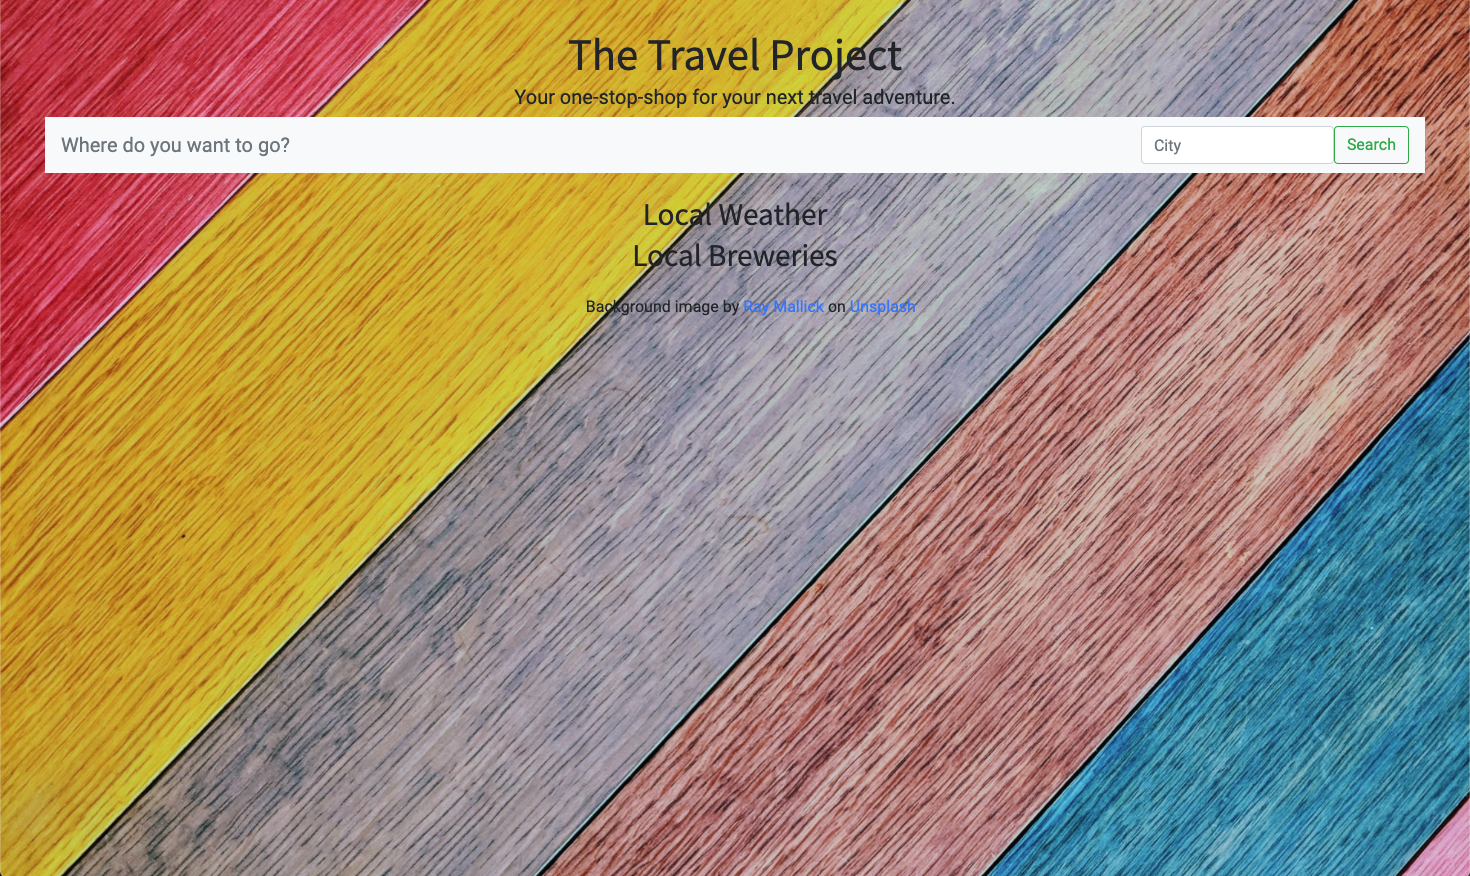 The Travel Project
Your one-stop-shop for your next travel adventure.
Where do you want to go?
City
Search
Local Weather
Local Breweries
Background image by Ray Mallick on Unsplash